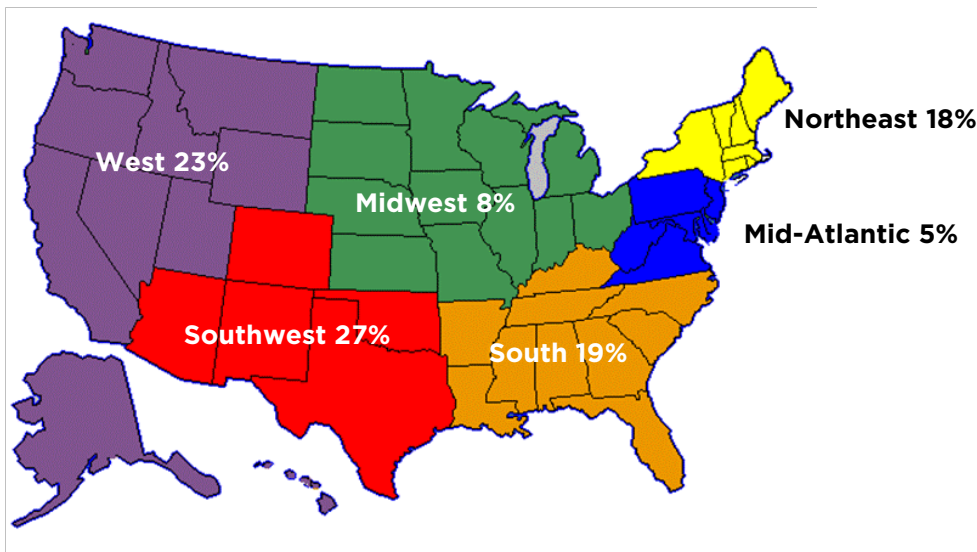 Northeast 18%
West 23%
Midwest 8%
Mid-Atlantic 5%
Southwest 27%
South 19%